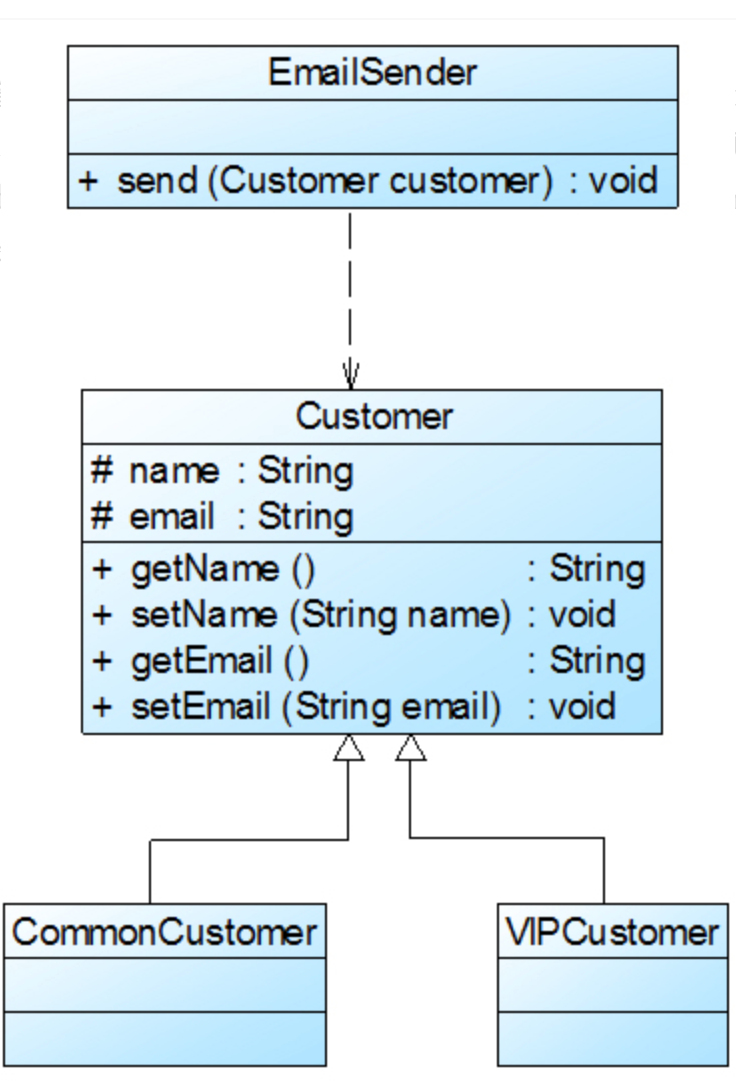 EmailSender
+ send (Customer customer) : void
Customer
# name : String
# email : String
+ getName () : String
+ setName (String name) : void
+ getEmail () : String
+ setEmail (String email) : void
CommonCustomer
VIPCustomer